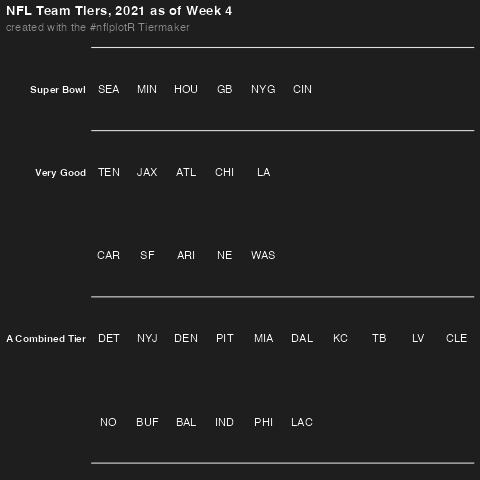 NFL Team TIers, 2021 as of Week 4
created with the #nflplotR Tiermaker
Super Bowl SEA MIN HOU GB NYG CIN
Very Good TEN JAX ATL CHI LA
CAR SF ARI NE WAS
A Combined Tier DET NYJ DEN PIT MIA DAL KC TB LV CLE
NO BUF BAL IND PHI LAC